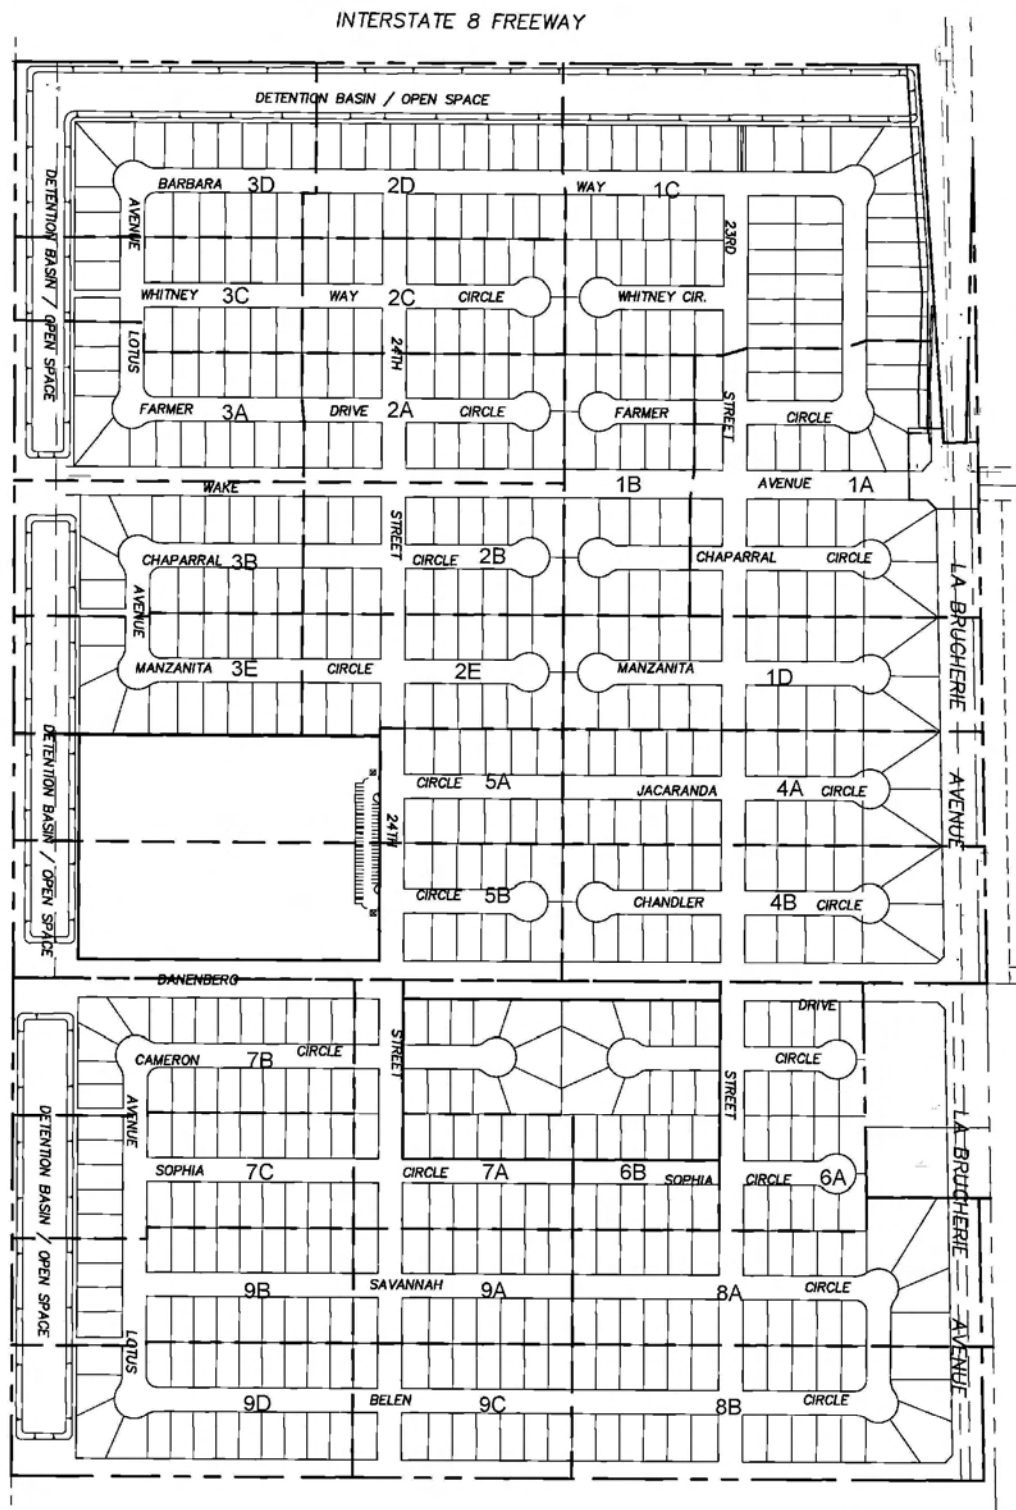 INTERSTATE 8 FREEWAY
DETENTION BASIN / OPEN SPACE
DETENTION BASIN / OPEN SPACE
BARBARA 3D 2D WAY 1C
AVENUE
23RD
WHITNEY 3C WAY 2C CIRCLE WHITNEY CIR.
LOTUS
24TH
FARMER 3A DRIVE 2A CIRCLE FARMER STREET CIRCLE
WAKE 1B AVENUE 1A
STREET
CHAPARRAL 3B CIRCLE 2B CHAPARRAL CIRCLE
AVENUE
LA BRUCHERIE AVENUE
MANZANITA 3E CIRCLE 2E MANZANITA 1D
DETENTION BASIN / OPEN SPACE
CIRCLE 5A JACARANDA 4A CIRCLE
24TH
CIRCLE 5B CHANDLER 4B CIRCLE
DANENBERG DRIVE
STREET
STREET
CAMERON 7B CIRCLE CIRCLE
AVENUE
DETENTION BASIN / OPEN SPACE
LA BRUCHERIE AVENUE
SOPHIA 7C CIRCLE 7A 6B SOPHIA CIRCLE 6A
9B SAVANNAH 9A 8A CIRCLE
LOTUS
9D BELEN 9C 8B CIRCLE